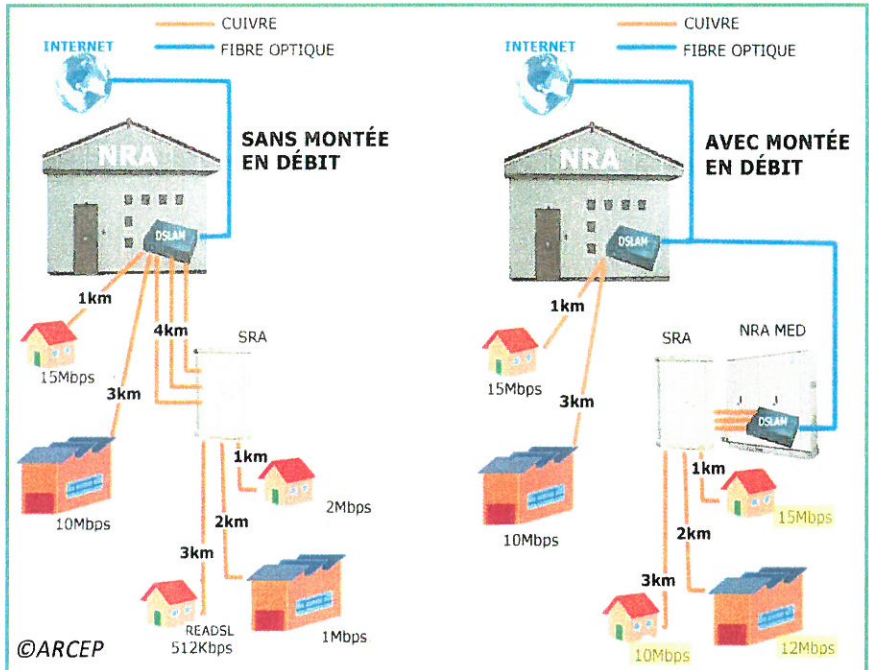 CUIVRE
FIBRE OPTIQUE
INTERNET
SANS MONTÉE
EN DÉBIT
NRA
DSLAM
1km
4km
SRA
15Mbps
3km
10Mbps
1km
2Mbps
2km
3km
READSL
512Kbps
1Mbps
©ARCEP
CUIVRE
FIBRE OPTIQUE
INTERNET
AVEC MONTÉE
EN DÉBIT
NRA
DSLAM
1km
15Mbps
3km
10Mbps
SRA
NRA MED
DSLAM
1km
15Mbps
2km
3km
10Mbps
12Mbps